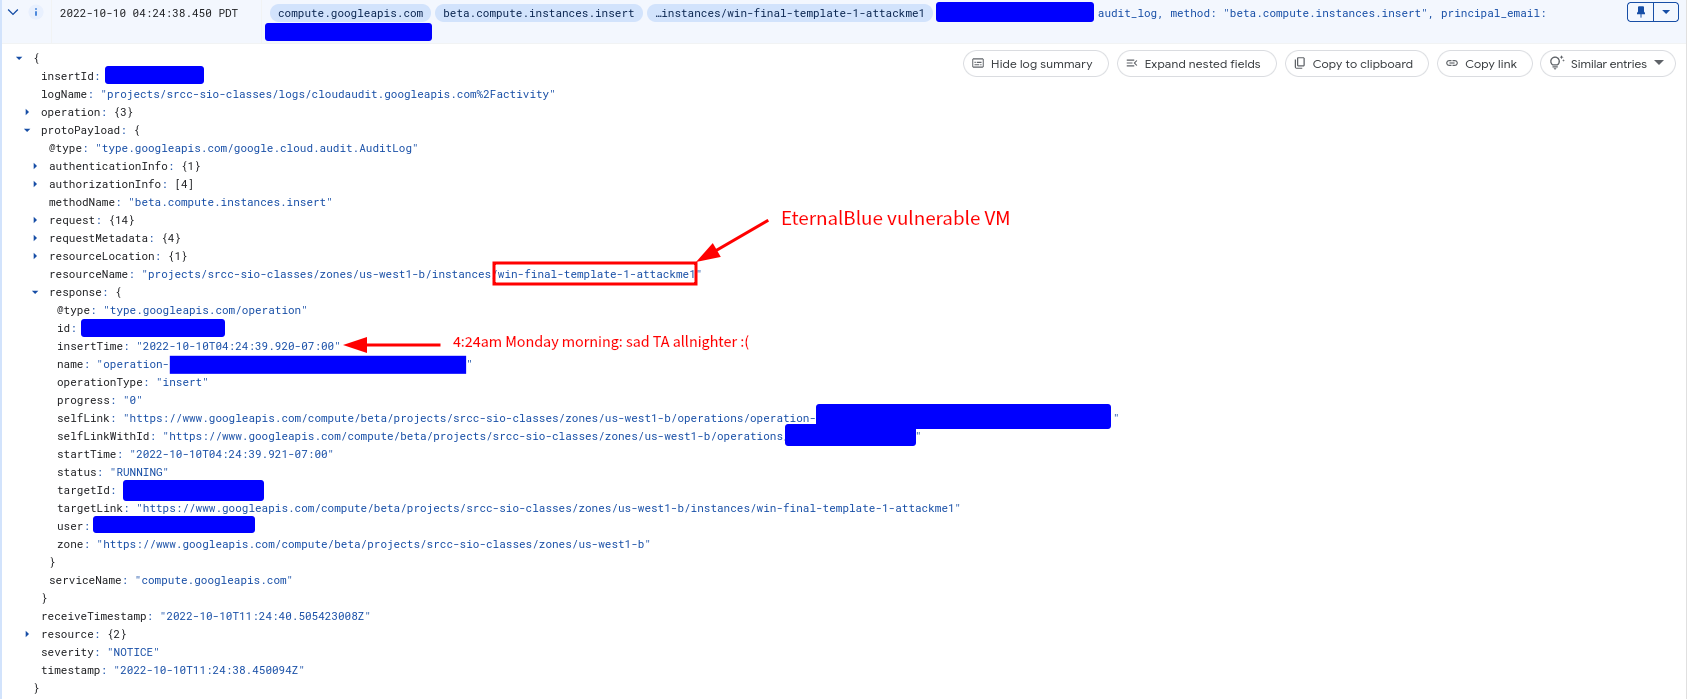 2022-10-10 04:24:38.450 PDT compute.googleapis.com beta.compute.instances.insert …instances/win-final-template-1-attackme1 audit_log, method: "beta.compute.instances.insert", principal_email:
{
Hide log summary Expand nested fields Copy to clipboard Copy link Similar entries
insertId:
logName: "projects/srcc-sio-classes/logs/cloudaudit.googleapis.com%2Factivity"
operation: {3}
protoPayload: {
@type: "type.googleapis.com/google.cloud.audit.AuditLog"
authenticationInfo: {1}
authorizationInfo: [4]
methodName: "beta.compute.instances.insert"
request: {14}
EternalBlue vulnerable VM
requestMetadata: {4}
resourceLocation: {1}
resourceName: "projects/srcc-sio-classes/zones/us-west1-b/instances/win-final-template-1-attackme1"
response: {
@type: "type.googleapis.com/operation"
id:
insertTime: "2022-10-10T04:24:39.920-07:00"
4:24am Monday morning: sad TA allnighter :(
name: "operation- "
operationType: "insert"
progress: "0"
selfLink: "https://www.googleapis.com/compute/beta/projects/srcc-sio-classes/zones/us-west1-b/operations/operation- "
selfLinkWithId: "https://www.googleapis.com/compute/beta/projects/srcc-sio-classes/zones/us-west1-b/operations "
startTime: "2022-10-10T04:24:39.921-07:00"
status: "RUNNING"
targetId:
targetLink: "https://www.googleapis.com/compute/beta/projects/srcc-sio-classes/zones/us-west1-b/instances/win-final-template-1-attackme1"
user:
zone: "https://www.googleapis.com/compute/beta/projects/srcc-sio-classes/zones/us-west1-b"
}
serviceName: "compute.googleapis.com"
}
receiveTimestamp: "2022-10-10T11:24:40.505423008Z"
resource: {2}
severity: "NOTICE"
timestamp: "2022-10-10T11:24:38.450094Z"
}